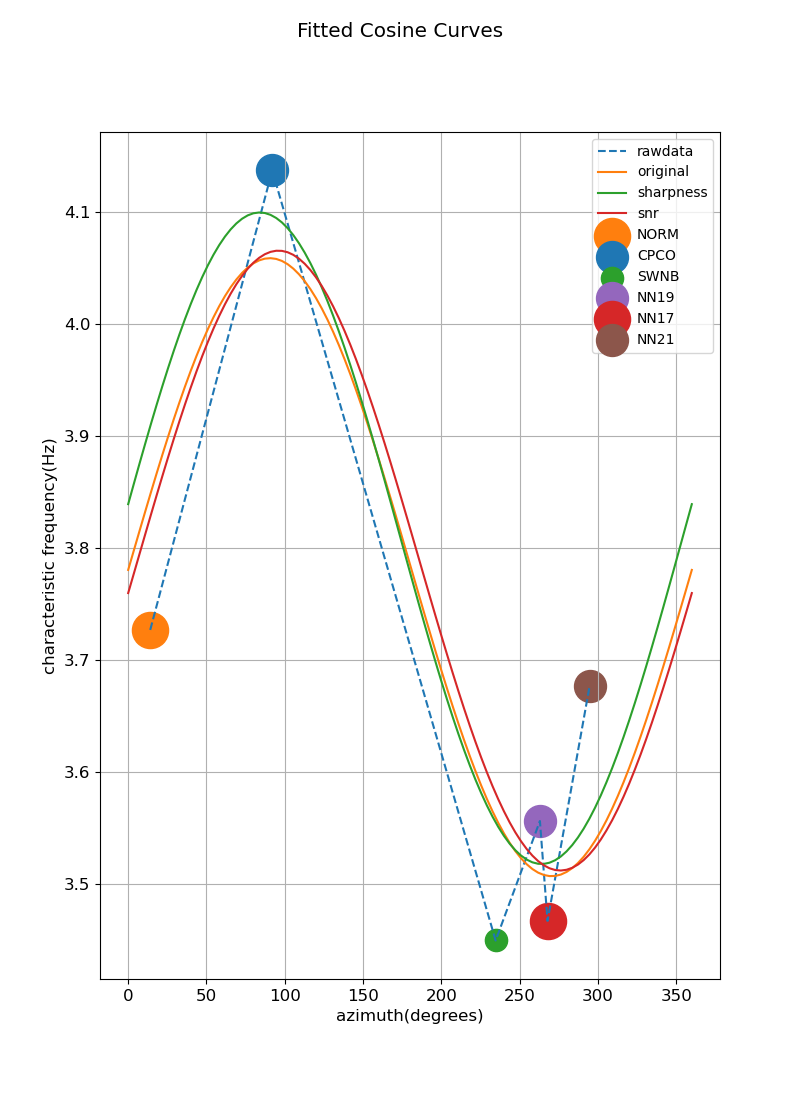 Fitted Cosine Curves
rawdata
original
sharpness
snr
NORM
CPCO
SWNB
NN19
NN17
NN21
4.1
4.0
3.9
3.8
3.7
3.6
3.5
characteristic frequency(Hz)
0 50 100 150 200 250 300 350
azimuth(degrees)